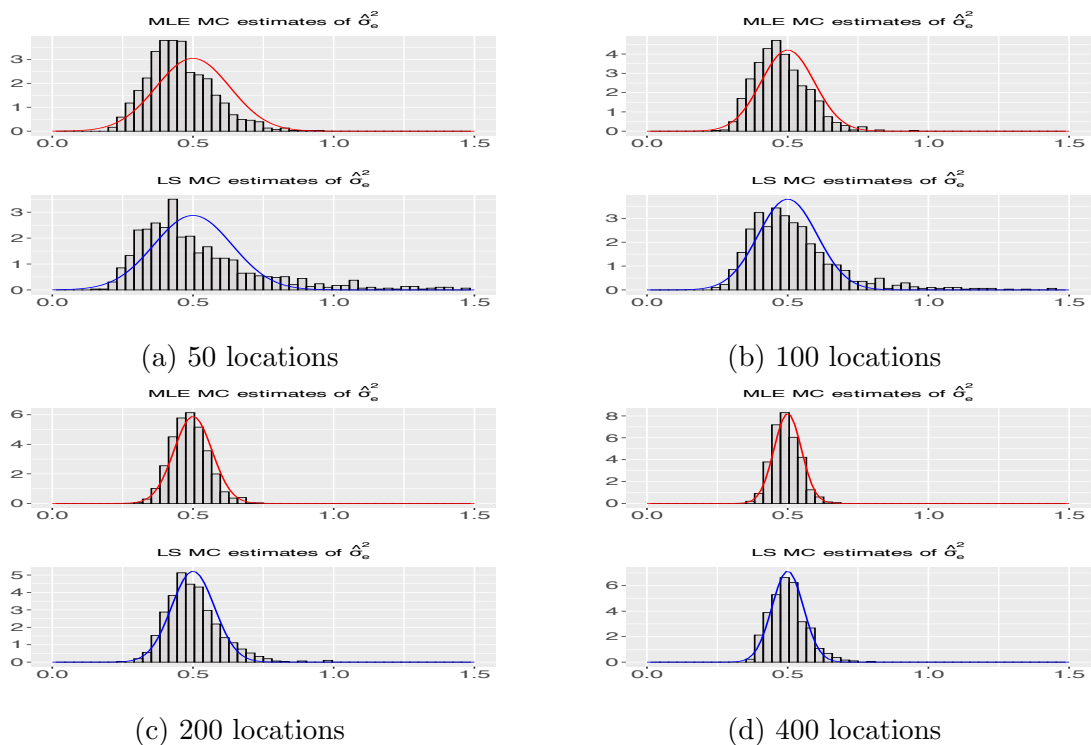 MLE MC estimates of σ̂²ₑ
3
2
1
0
0.0 0.5 1.0 1.5
LS MC estimates of σ̂²ₑ
3
2
1
0
0.0 0.5 1.0 1.5
(a) 50 locations
MLE MC estimates of σ̂²ₑ
4
3
2
1
0
0.0 0.5 1.0 1.5
LS MC estimates of σ̂²ₑ
3
2
1
0
0.0 0.5 1.0 1.5
(b) 100 locations
MLE MC estimates of σ̂²ₑ
6
4
2
0
0.0 0.5 1.0 1.5
LS MC estimates of σ̂²ₑ
5
4
3
2
1
0
0.0 0.5 1.0 1.5
(c) 200 locations
MLE MC estimates of σ̂²ₑ
8
6
4
2
0
0.0 0.5 1.0 1.5
LS MC estimates of σ̂²ₑ
6
4
2
0
0.0 0.5 1.0 1.5
(d) 400 locations